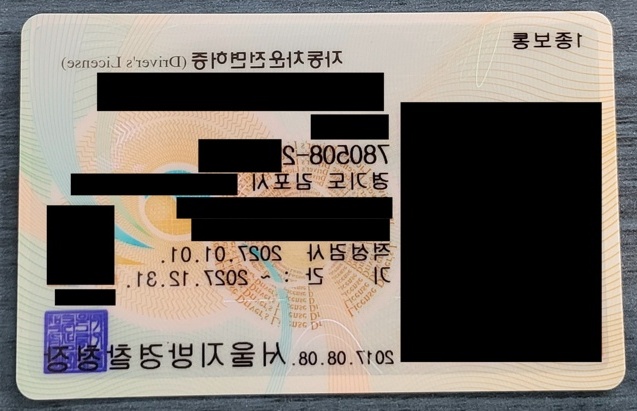 1종보통
자동차운전면허증 (Driver's License)
780508-2
경기도 김포시
적성검사 2027.01.01.
기 간 : ~ 2027.12.31.
2017.08.08. 서울지방경찰청장